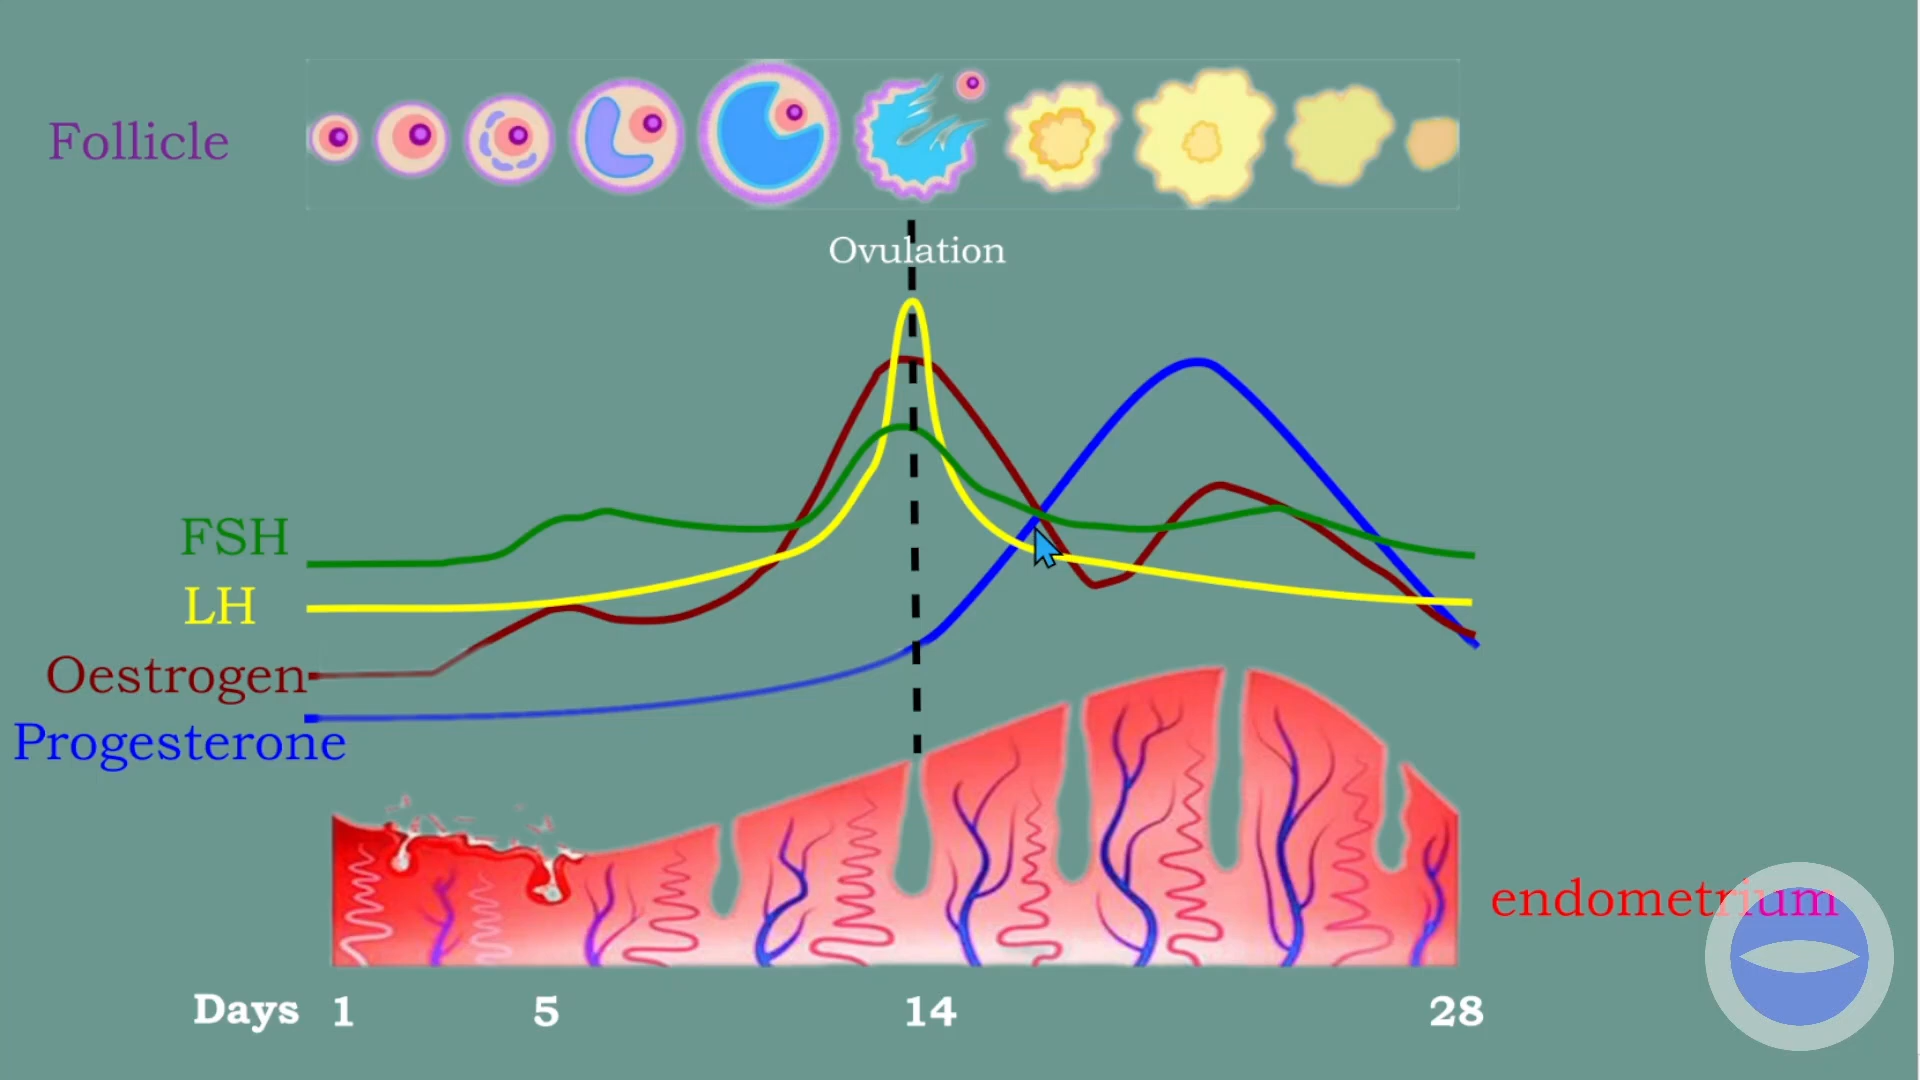 Follicle
Ovulation
FSH
LH
Oestrogen
Progesterone
endometrium
Days 1 5 14 28